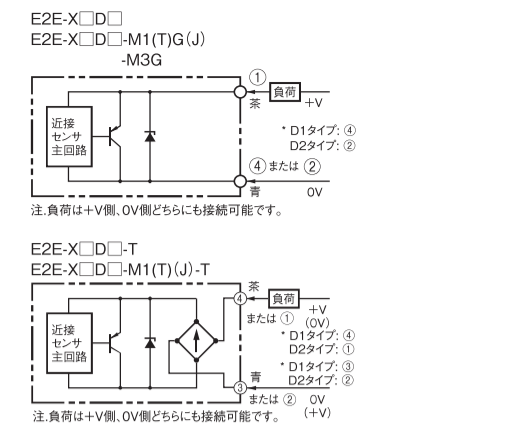 E2E-X□D□
E2E-X□D□-M1(T)G(J)
-M3G
①
負荷
茶
+V
近接
センサ
主回路
* D1タイプ: ④
D2タイプ: ②
④または ②
青
0V
注.負荷は+V側、0V側どちらにも接続可能です。
E2E-X□D□-T
E2E-X□D□-M1(T)(J)-T
茶
④
負荷
+V
または ①
(0V)
近接
センサ
主回路
* D1タイプ: ④
D2タイプ: ①
* D1タイプ: ③
D2タイプ: ②
青
③
または ② 0V
(+V)
注.負荷は+V側、0V側どちらにも接続可能です。